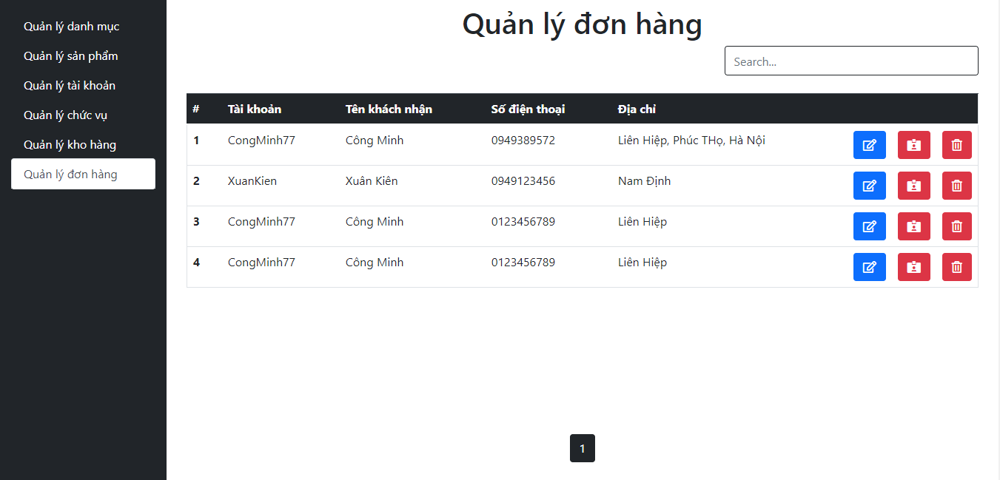 Quản lý danh mục
Quản lý sản phẩm
Quản lý tài khoản
Quản lý chức vụ
Quản lý kho hàng
Quản lý đơn hàng
Quản lý đơn hàng
Search...
# Tài khoản Tên khách nhận Số điện thoại Địa chỉ
1 CongMinh77 Công Minh 0949389572 Liên Hiệp, Phúc THọ, Hà Nội
2 XuanKien Xuân Kiên 0949123456 Nam Định
3 CongMinh77 Công Minh 0123456789 Liên Hiệp
4 CongMinh77 Công Minh 0123456789 Liên Hiệp
1